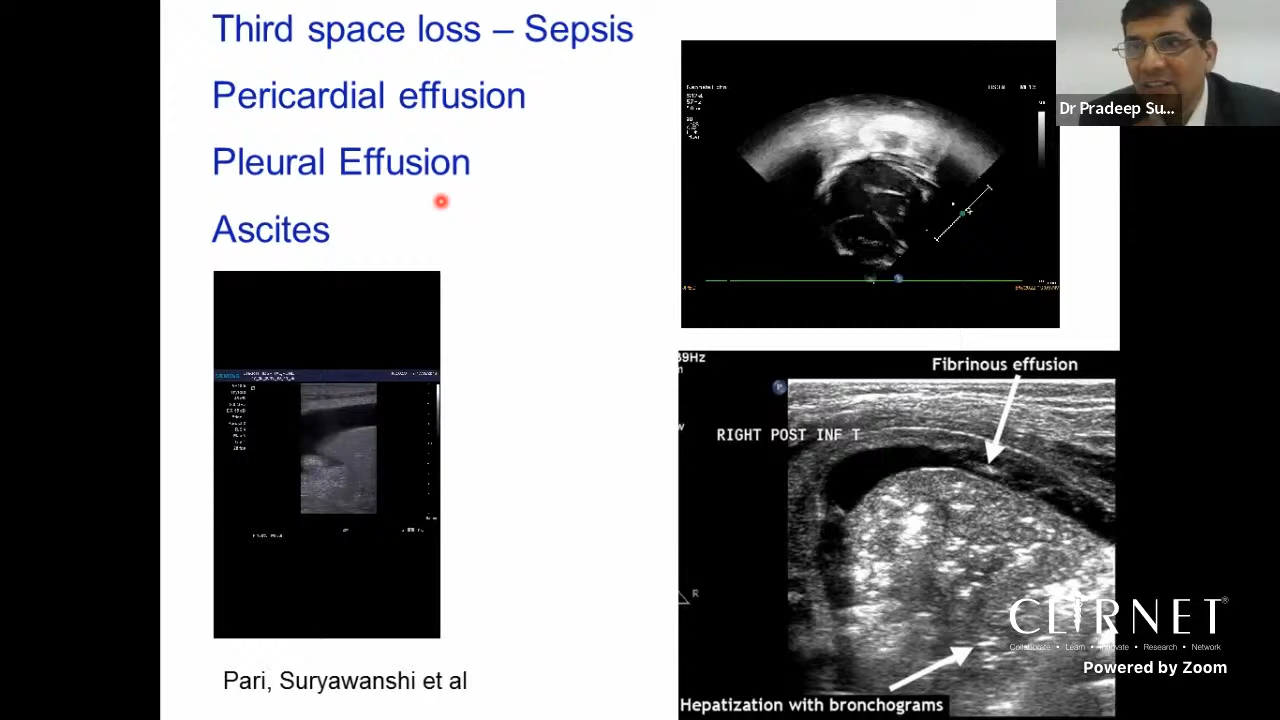 Third space loss – Sepsis
Pericardial effusion
Pleural Effusion
Ascites
Pari, Suryawanshi et al
Dr Pradeep Su...
39Hz
Fibrinous effusion
RIGHT POST INF T
R
Hepatization with bronchograms
CLIRNET®
Collaborate • Learn • Innovate • Research • Network
Powered by Zoom